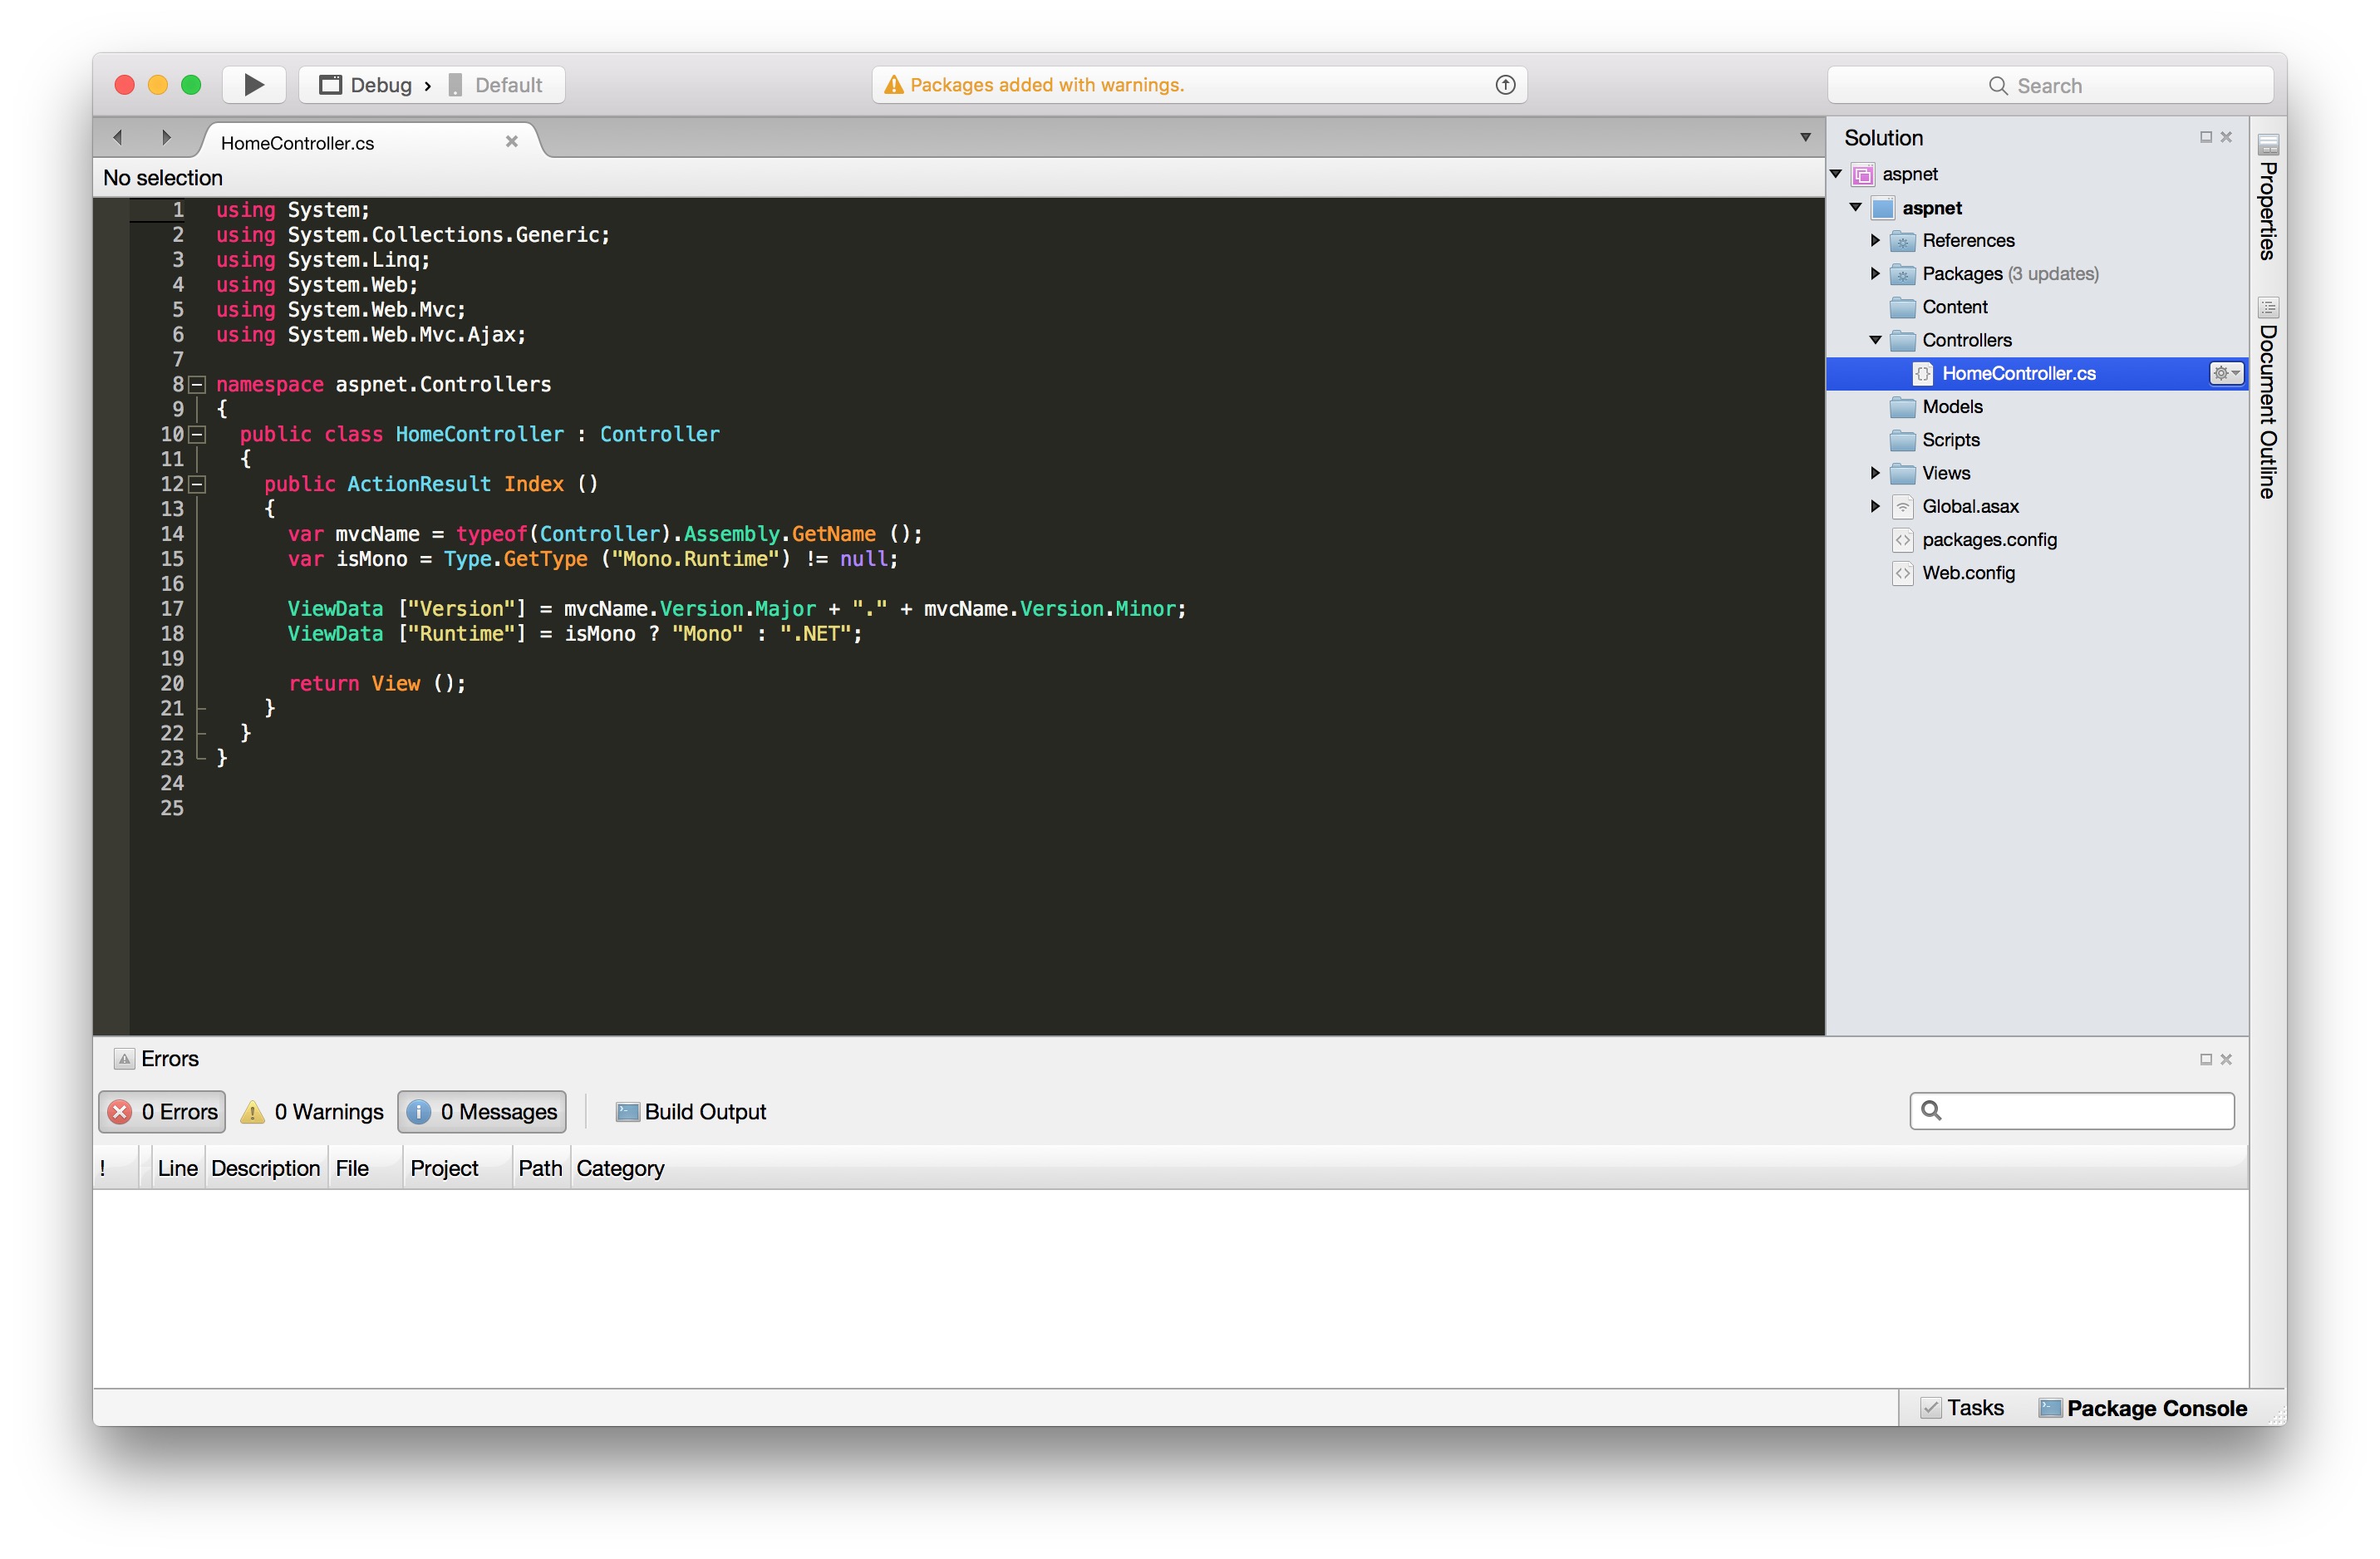 Debug › Default
Packages added with warnings.
Search
HomeController.cs
No selection
1 using System;
2 using System.Collections.Generic;
3 using System.Linq;
4 using System.Web;
5 using System.Web.Mvc;
6 using System.Web.Mvc.Ajax;
7
8 namespace aspnet.Controllers
9 {
10 public class HomeController : Controller
11 {
12 public ActionResult Index ()
13 {
14 var mvcName = typeof(Controller).Assembly.GetName ();
15 var isMono = Type.GetType ("Mono.Runtime") != null;
16
17 ViewData ["Version"] = mvcName.Version.Major + "." + mvcName.Version.Minor;
18 ViewData ["Runtime"] = isMono ? "Mono" : ".NET";
19
20 return View ();
21 }
22 }
23 }
24
25
Solution
aspnet
aspnet
References
Packages (3 updates)
Content
Controllers
HomeController.cs
Models
Scripts
Views
Global.asax
packages.config
Web.config
Properties
Document Outline
Errors
0 Errors 0 Warnings 0 Messages Build Output
! Line Description File Project Path Category
Tasks Package Console